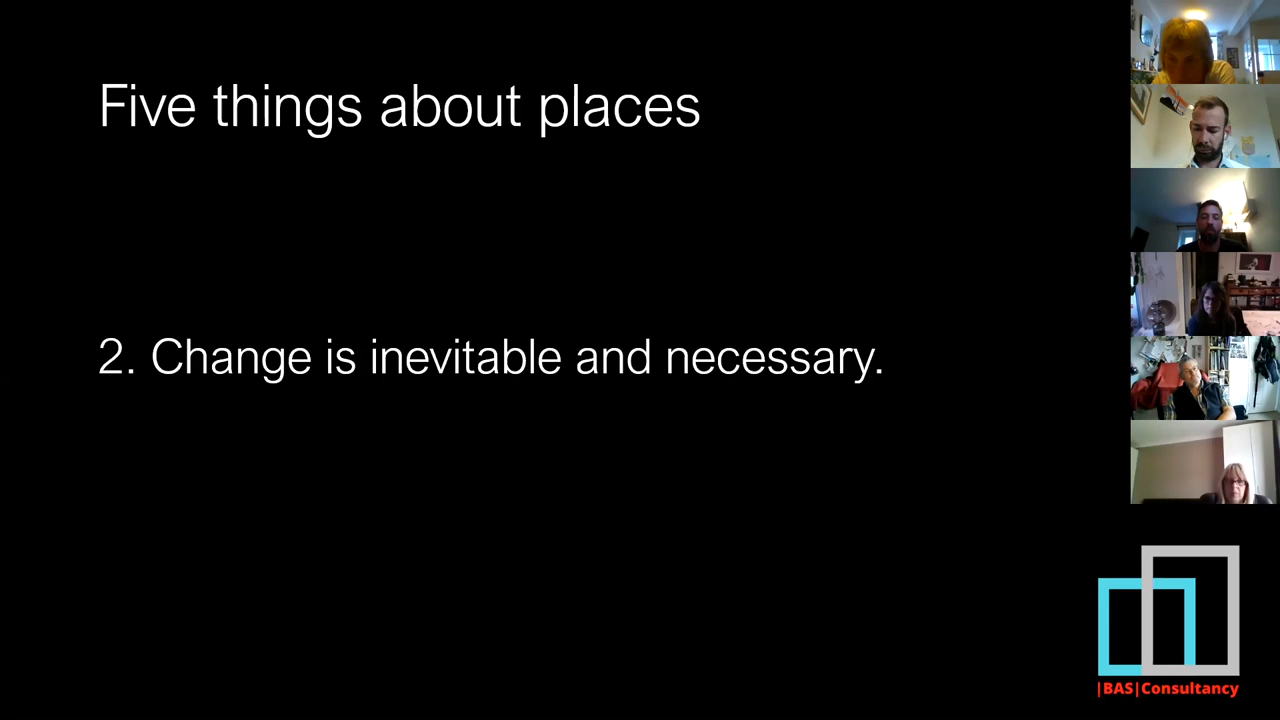 Five things about places
2. Change is inevitable and necessary.
|BAS|Consultancy